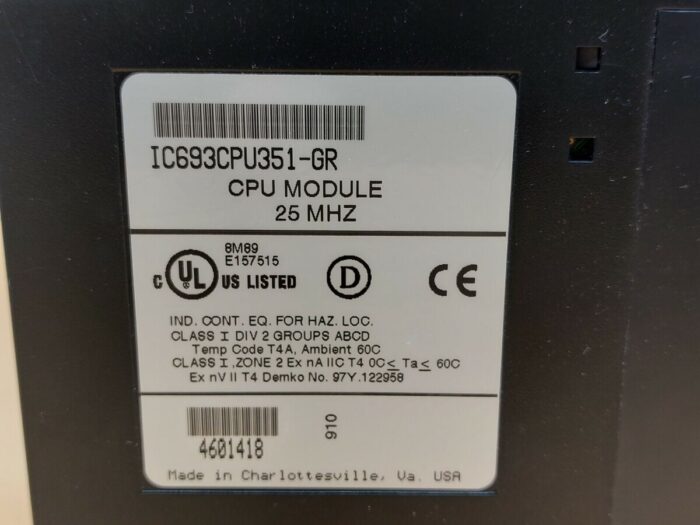 IC693CPU351-GR
CPU MODULE
25 MHZ
8M89
E157515
C UL US LISTED
D
CE
IND. CONT. EQ. FOR HAZ. LOC.
CLASS I DIV 2 GROUPS ABCD
Temp Code T4A, Ambient 60C
CLASS I ,ZONE 2 Ex nA IIC T4 0C≤ Ta≤ 60C
Ex nV II T4 Demko No. 97Y.122958
4601418
910
Made in Charlottesville, Va. USA